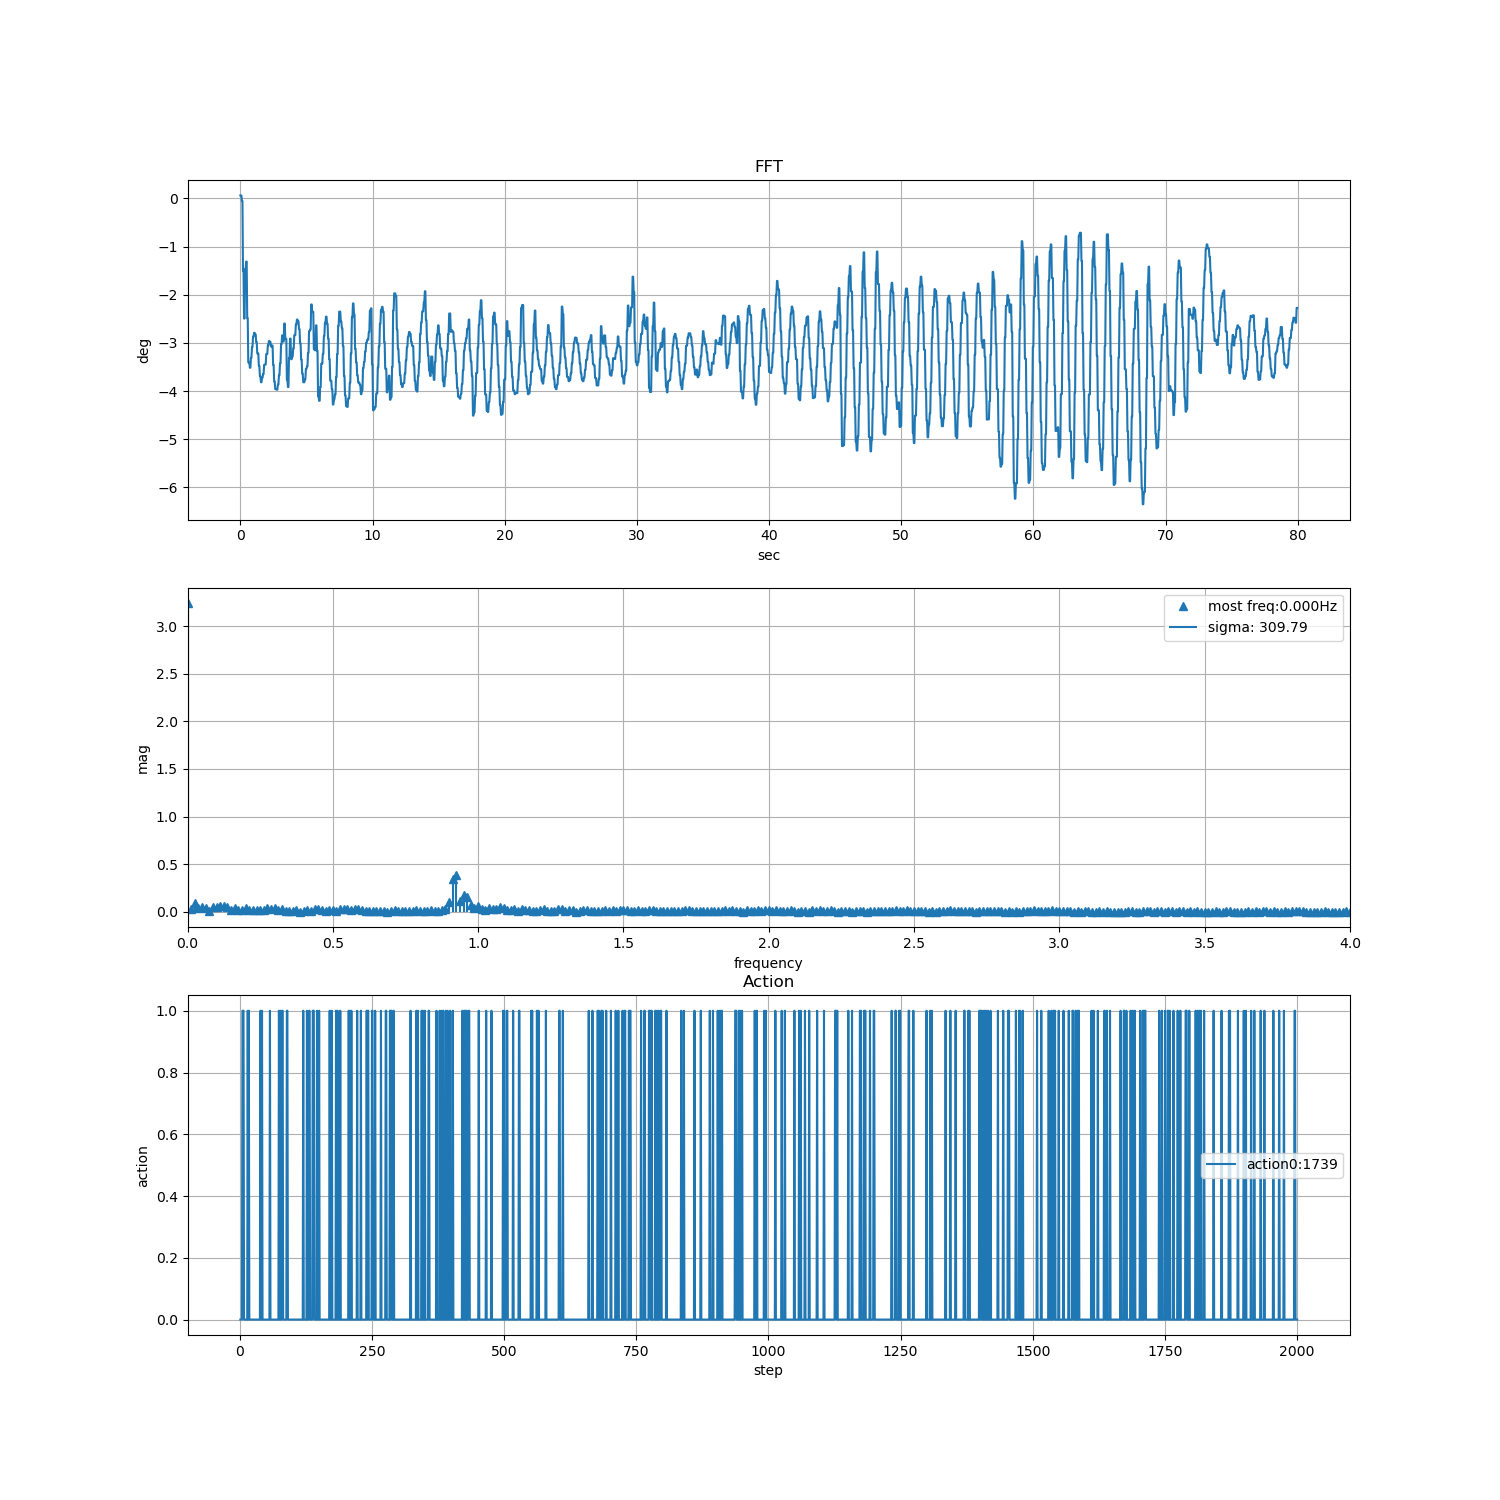 FFT
0
−1
−2
−3
−4
−5
−6
deg
0 10 20 30 40 50 60 70 80
sec
most freq:0.000Hz
sigma: 309.79
3.0
2.5
2.0
1.5
1.0
0.5
0.0
mag
0.0 0.5 1.0 1.5 2.0 2.5 3.0 3.5 4.0
frequency
Action
1.0
0.8
0.6
0.4
0.2
0.0
action
action0:1739
0 250 500 750 1000 1250 1500 1750 2000
step